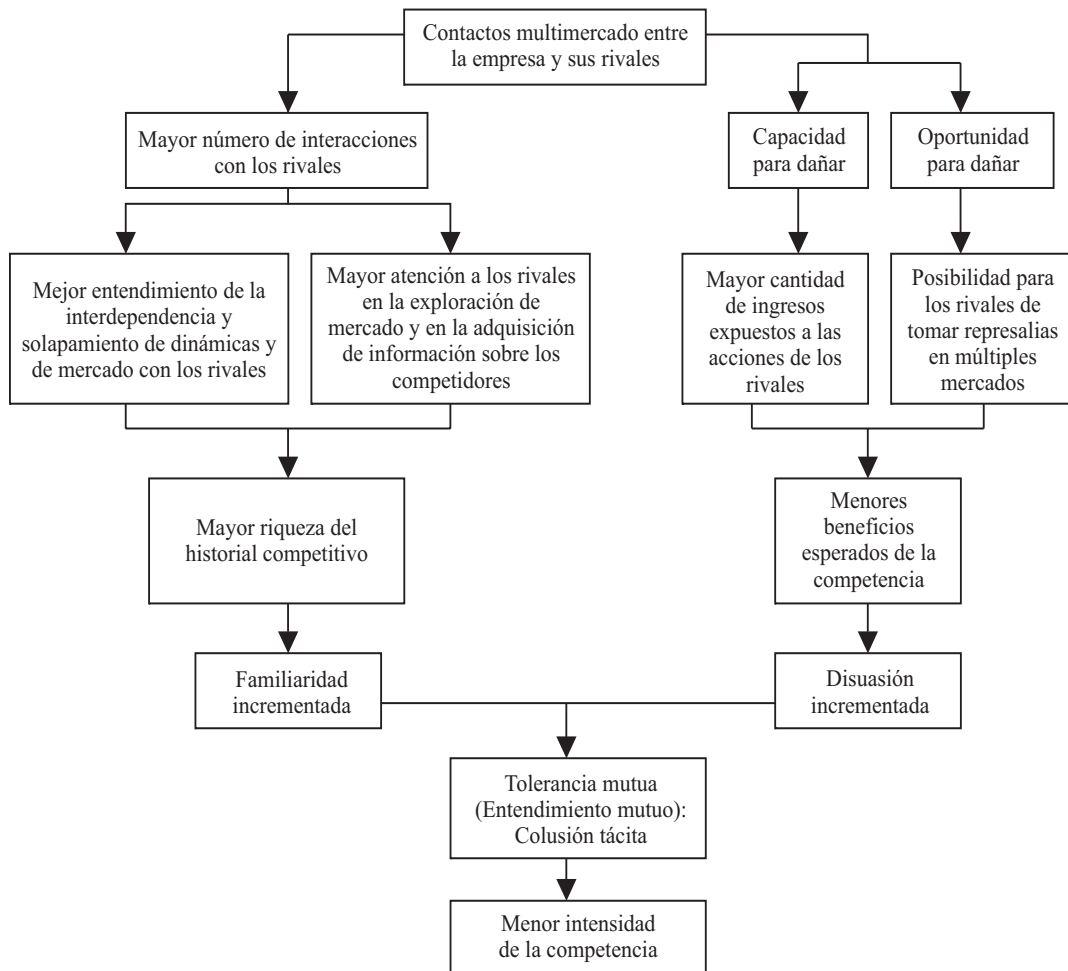 Contactos multimercado entre
la empresa y sus rivales
Mayor número de interacciones
con los rivales
Capacidad
para dañar
Oportunidad
para dañar
Mejor entendimiento de la
interdependencia y
solapamiento de dinámicas y
de mercado con los rivales
Mayor atención a los rivales
en la exploración de
mercado y en la adquisición
de información sobre los
competidores
Mayor cantidad
de ingresos
expuestos a las
acciones de los
rivales
Posibilidad para
los rivales de
tomar represalias
en múltiples
mercados
Mayor riqueza del
historial competitivo
Menores
beneficios
esperados de la
competencia
Familiaridad
incrementada
Disuasión
incrementada
Tolerancia mutua
(Entendimiento mutuo):
Colusión tácita
Menor intensidad
de la competencia